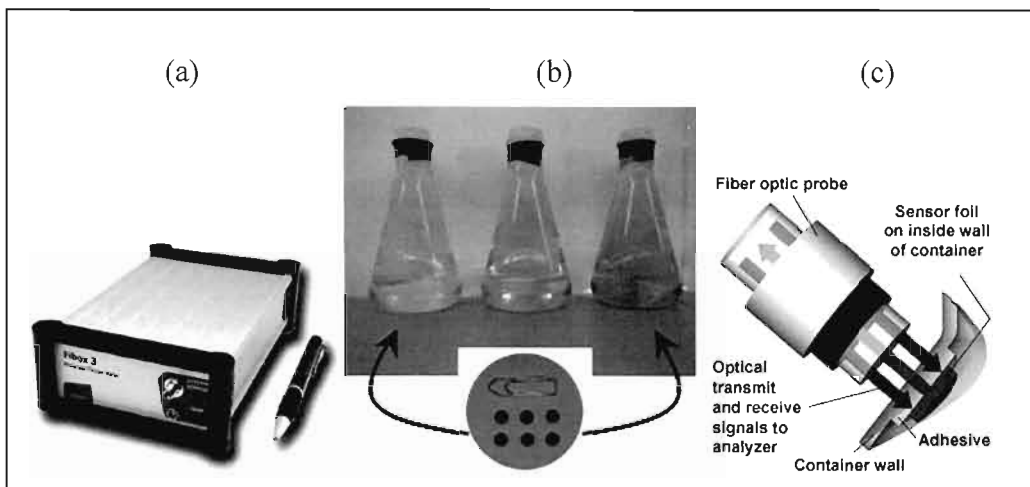 (a)
(b)
(c)
Fibox 3
Fiber optic probe
Sensor foil
on inside wall
of container
Optical
transmit
and receive
signals to
analyzer
Adhesive
Container wall